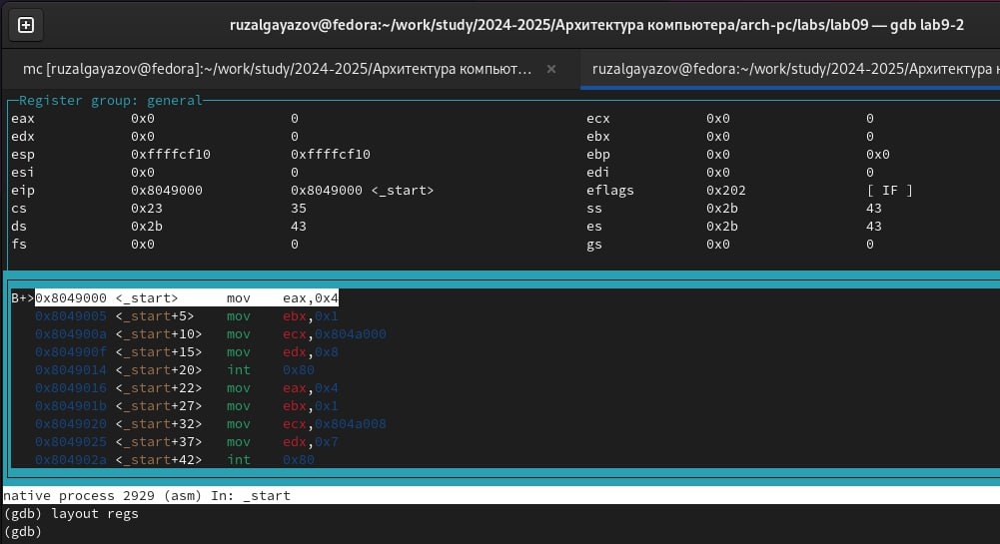 ruzalgayazov@fedora:~/work/study/2024-2025/Архитектура компьютера/arch-pc/labs/lab09 — gdb lab9-2
mc [ruzalgayazov@fedora]:~/work/study/2024-2025/Архитектура компьют... × ruzalgayazov@fedora:~/work/study/2024-2025/Архитектура
Register group: general
eax 0x0 0 ecx 0x0 0
edx 0x0 0 ebx 0x0 0
esp 0xffffcf10 0xffffcf10 ebp 0x0 0x0
esi 0x0 0 edi 0x0 0
eip 0x8049000 0x8049000 <_start> eflags 0x202 [ IF ]
cs 0x23 35 ss 0x2b 43
ds 0x2b 43 es 0x2b 43
fs 0x0 0 gs 0x0 0
B+>0x8049000 <_start> mov eax,0x4
0x8049005 <_start+5> mov ebx,0x1
0x804900a <_start+10> mov ecx,0x804a000
0x804900f <_start+15> mov edx,0x8
0x8049014 <_start+20> int 0x80
0x8049016 <_start+22> mov eax,0x4
0x804901b <_start+27> mov ebx,0x1
0x8049020 <_start+32> mov ecx,0x804a008
0x8049025 <_start+37> mov edx,0x7
0x804902a <_start+42> int 0x80
native process 2929 (asm) In: _start
(gdb) layout regs
(gdb)